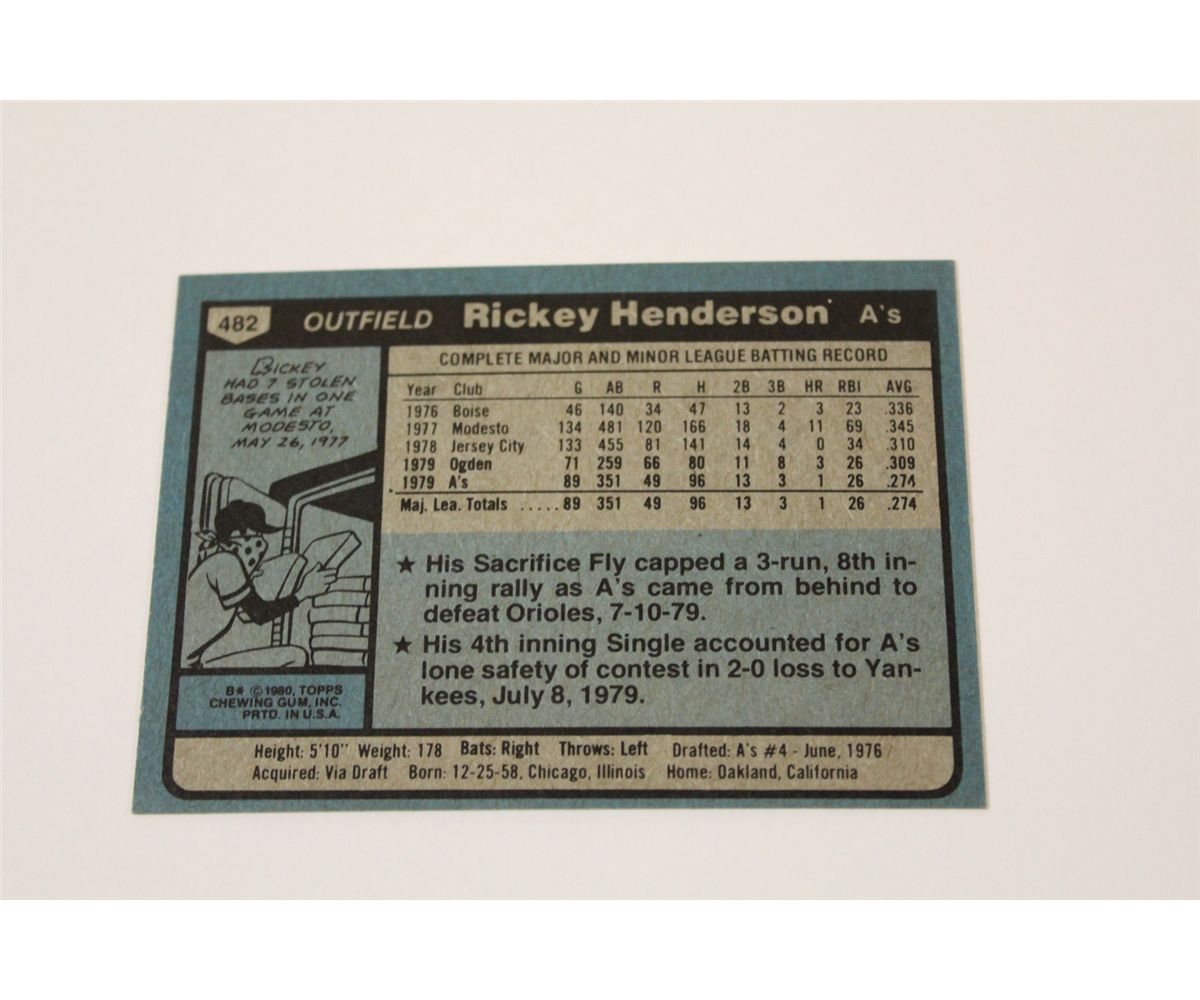 482 OUTFIELD Rickey Henderson A's
RICKEY
HAD 7 STOLEN
BASES IN ONE
GAME AT
MODESTO,
MAY 26, 1977
B* © 1980, TOPPS
CHEWING GUM, INC.
PRTD. IN U.S.A.
COMPLETE MAJOR AND MINOR LEAGUE BATTING RECORD
Year Club G AB R H 2B 3B HR RBI AVG
1976 Boise 46 140 34 47 13 2 3 23 .336
1977 Modesto 134 481 120 166 18 4 11 69 .345
1978 Jersey City 133 455 81 141 14 4 0 34 .310
1979 Ogden 71 259 66 80 11 8 3 26 .309
1979 A's 89 351 49 96 13 3 1 26 .274
Maj. Lea. Totals ..... 89 351 49 96 13 3 1 26 .274
★ His Sacrifice Fly capped a 3-run, 8th in-
ning rally as A's came from behind to
defeat Orioles, 7-10-79.
★ His 4th inning Single accounted for A's
lone safety of contest in 2-0 loss to Yan-
kees, July 8, 1979.
Height: 5'10" Weight: 178 Bats: Right Throws: Left Drafted: A's #4 - June, 1976
Acquired: Via Draft Born: 12-25-58, Chicago, Illinois Home: Oakland, California